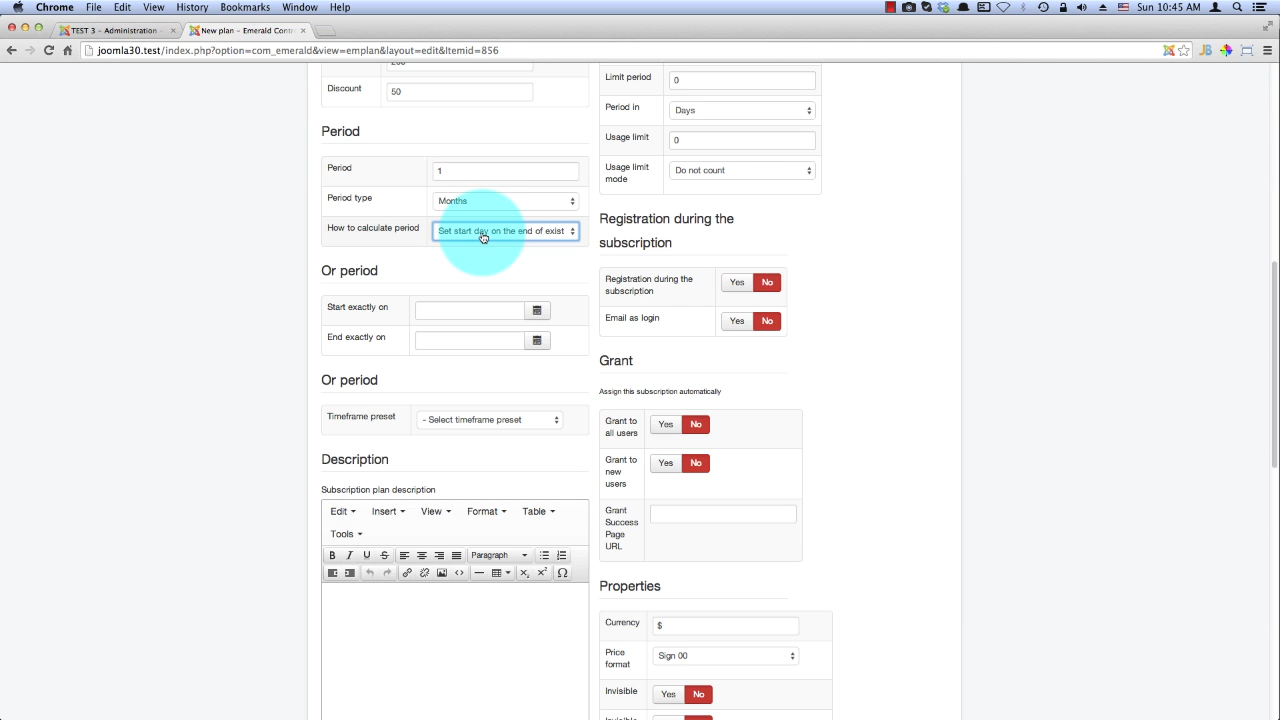 Chrome File Edit View History Bookmarks Window Help Sun 10:45 AM
TEST 3 - Administration - × New plan - Emerald Cont ×
joomla30.test/index.php?option=com_emerald&view=emplan&layout=edit&Itemid=856
JB
Discount 50
Period
Period 1
Period type Months
How to calculate period Set start day on the end of exist
Or period
Start exactly on
End exactly on
Or period
Timeframe preset - Select timeframe preset
Description
Subscription plan description
Edit Insert View Format Table
Tools
B I U S Paragraph
Limit period 0
Period in Days
Usage limit 0
Usage limit
mode
Do not count
Registration during the
subscription
Registration during the
subscription
Yes No
Email as login Yes No
Grant
Assign this subscription automatically
Grant to
all users
Yes No
Grant to
new
users
Yes No
Grant
Success
Page
URL
Properties
Currency $
Price
format
Sign 00
Invisible Yes No